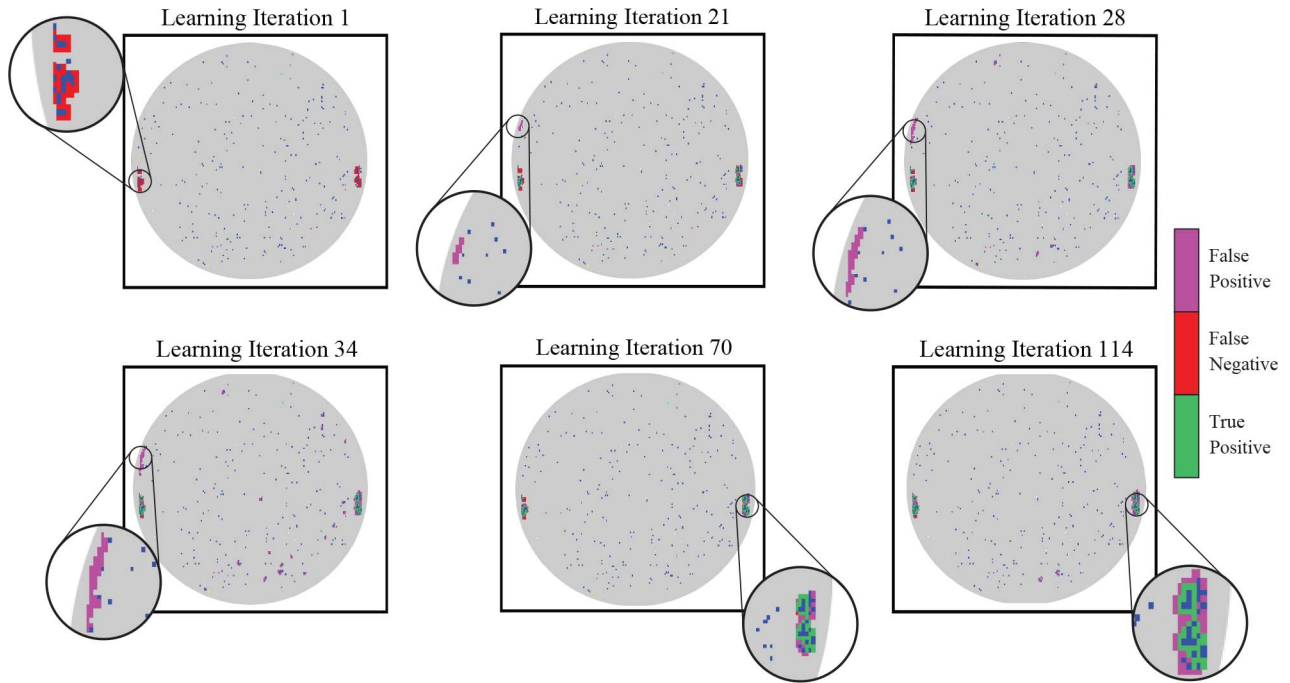 Learning Iteration 1
Learning Iteration 21
Learning Iteration 28
Learning Iteration 34
Learning Iteration 70
Learning Iteration 114
False
Positive
False
Negative
True
Positive